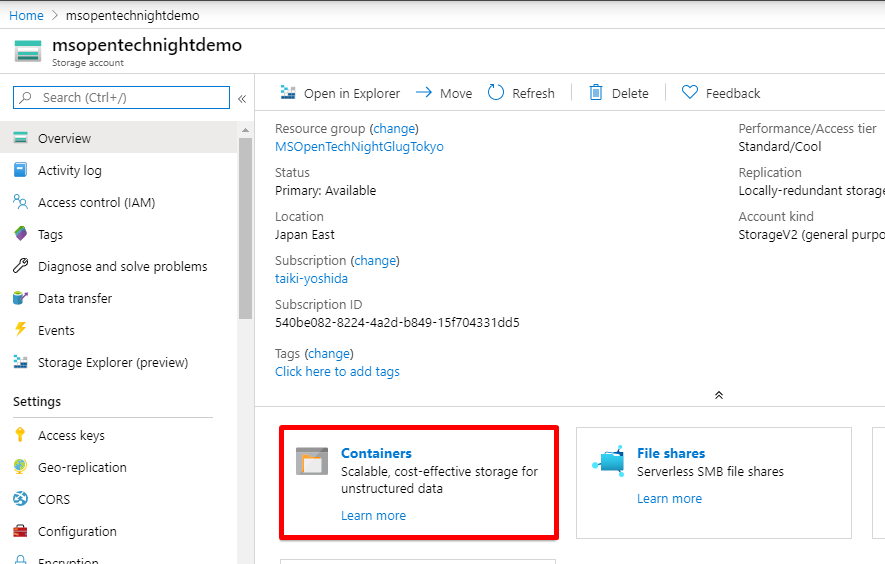 Home > msopentechnightdemo
msopentechnightdemo
Storage account
Search (Ctrl+/)
«
Overview
Activity log
Access control (IAM)
Tags
Diagnose and solve problems
Data transfer
Events
Storage Explorer (preview)
Settings
Access keys
Geo-replication
CORS
Configuration
Encryption
Open in Explorer
Move
Refresh
Delete
Feedback
Resource group (change)
MSOpenTechNightGlugTokyo
Status
Primary: Available
Location
Japan East
Subscription (change)
taiki-yoshida
Subscription ID
540be082-8224-4a2d-b849-15f704331dd5
Tags (change)
Click here to add tags
Performance/Access tier
Standard/Cool
Replication
Locally-redundant storage
Account kind
StorageV2 (general purpo
Containers
Scalable, cost-effective storage for
unstructured data
Learn more
File shares
Serverless SMB file shares
Learn more